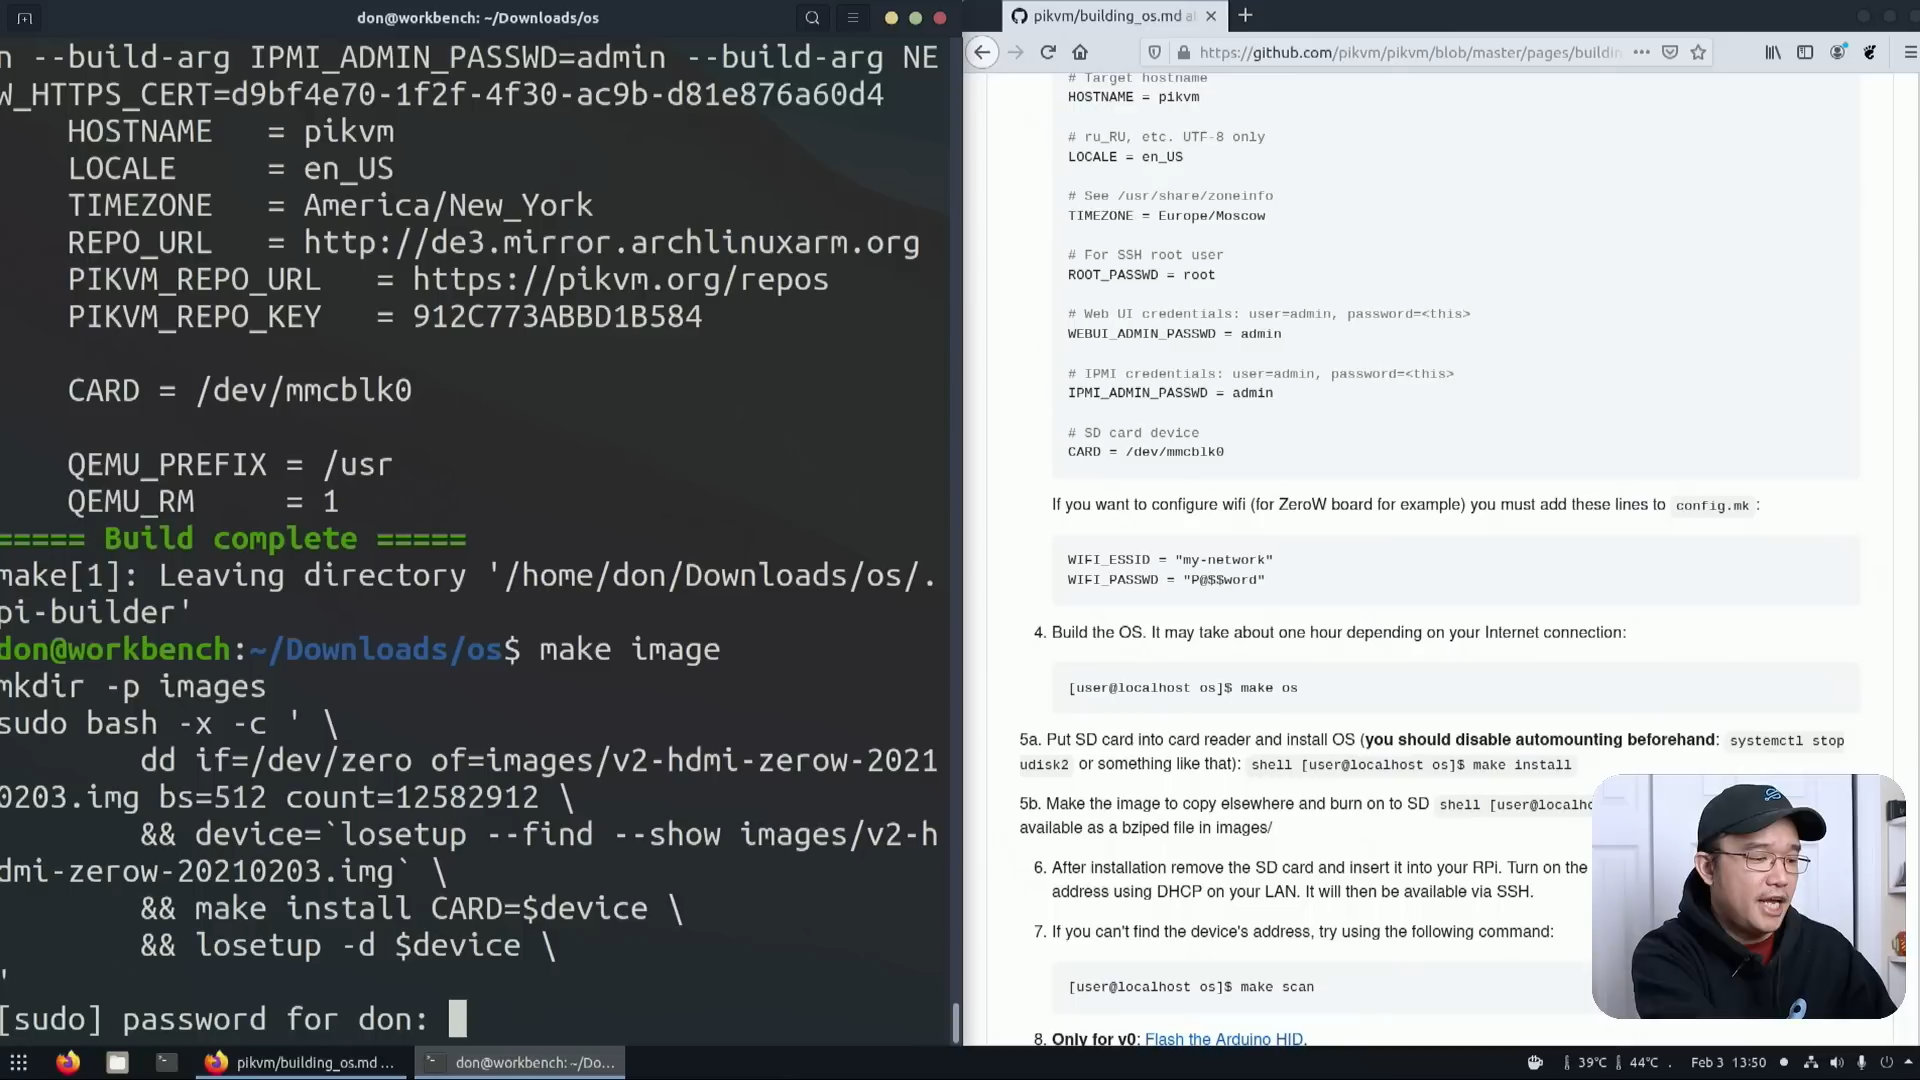 don@workbench: ~/Downloads/os
n --build-arg IPMI_ADMIN_PASSWD=admin --build-arg NE
W_HTTPS_CERT=d9bf4e70-1f2f-4f30-ac9b-d81e876a60d4
HOSTNAME = pikvm
LOCALE = en_US
TIMEZONE = America/New_York
REPO_URL = http://de3.mirror.archlinuxarm.org
PIKVM_REPO_URL = https://pikvm.org/repos
PIKVM_REPO_KEY = 912C773ABBD1B584
CARD = /dev/mmcblk0
QEMU_PREFIX = /usr
QEMU_RM = 1
===== Build complete =====
make[1]: Leaving directory '/home/don/Downloads/os/.
pi-builder'
don@workbench:~/Downloads/os$ make image
mkdir -p images
sudo bash -x -c ' \
dd if=/dev/zero of=images/v2-hdmi-zerow-2021
0203.img bs=512 count=12582912 \
&& device=`losetup --find --show images/v2-h
dmi-zerow-20210203.img` \
&& make install CARD=$device \
&& losetup -d $device \
'
[sudo] password for don:
pikvm/building_os.md at
https://github.com/pikvm/pikvm/blob/master/pages/buildin
# Target hostname
HOSTNAME = pikvm
# ru_RU, etc. UTF-8 only
LOCALE = en_US
# See /usr/share/zoneinfo
TIMEZONE = Europe/Moscow
# For SSH root user
ROOT_PASSWD = root
# Web UI credentials: user=admin, password=<this>
WEBUI_ADMIN_PASSWD = admin
# IPMI credentials: user=admin, password=<this>
IPMI_ADMIN_PASSWD = admin
# SD card device
CARD = /dev/mmcblk0
If you want to configure wifi (for ZeroW board for example) you must add these lines to config.mk :
WIFI_ESSID = "my-network"
WIFI_PASSWD = "P@$$word"
4. Build the OS. It may take about one hour depending on your Internet connection:
[user@localhost os]$ make os
5a. Put SD card into card reader and install OS (you should disable automounting beforehand: systemctl stop
udisk2 or something like that): shell [user@localhost os]$ make install
5b. Make the image to copy elsewhere and burn on to SD shell [user@localho
available as a bziped file in images/
6. After installation remove the SD card and insert it into your RPi. Turn on the
address using DHCP on your LAN. It will then be available via SSH.
7. If you can't find the device's address, try using the following command:
[user@localhost os]$ make scan
8. Only for v0: Flash the Arduino HID.
pikvm/building_os.md ...
don@workbench: ~/Do...
39°C 44°C
Feb 3 13:50